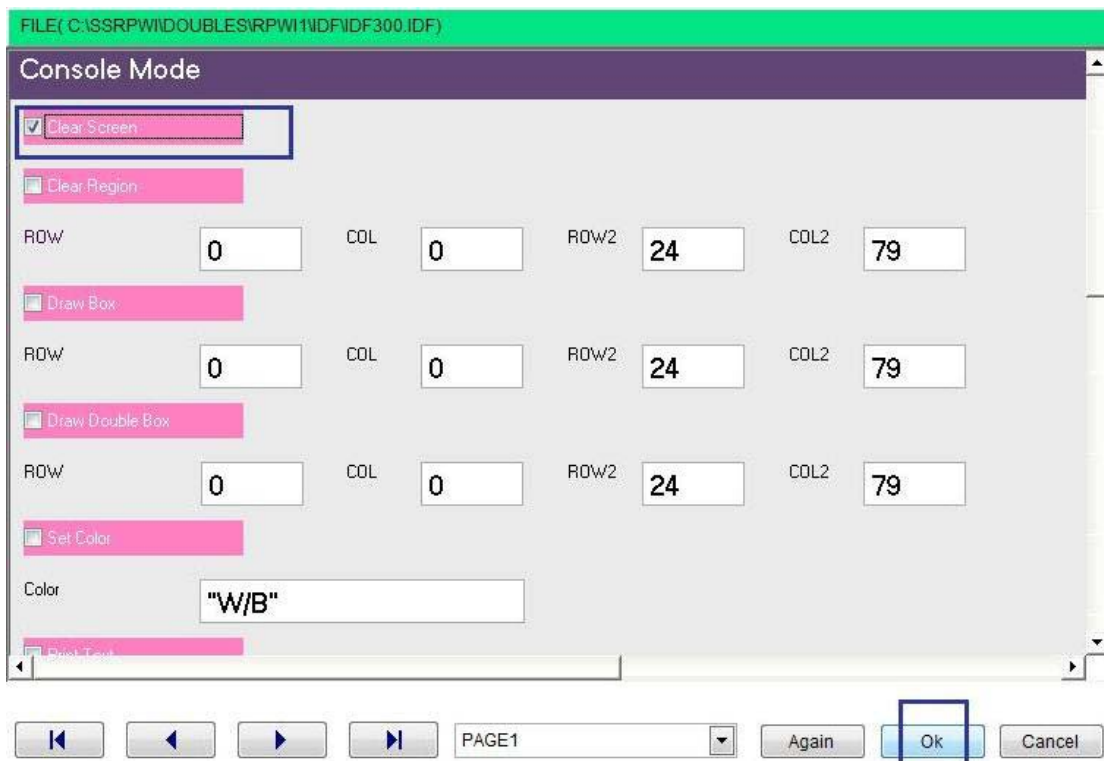 FILE( C:\SSRPWI\DOUBLES\RPWI1\IDF\IDF300.IDF)
Console Mode
Clear Screen
Clear Region
ROW 0 COL 0 ROW2 24 COL2 79
Draw Box
ROW 0 COL 0 ROW2 24 COL2 79
Draw Double Box
ROW 0 COL 0 ROW2 24 COL2 79
Set Color
Color "W/B"
Print Text
PAGE1 Again Ok Cancel